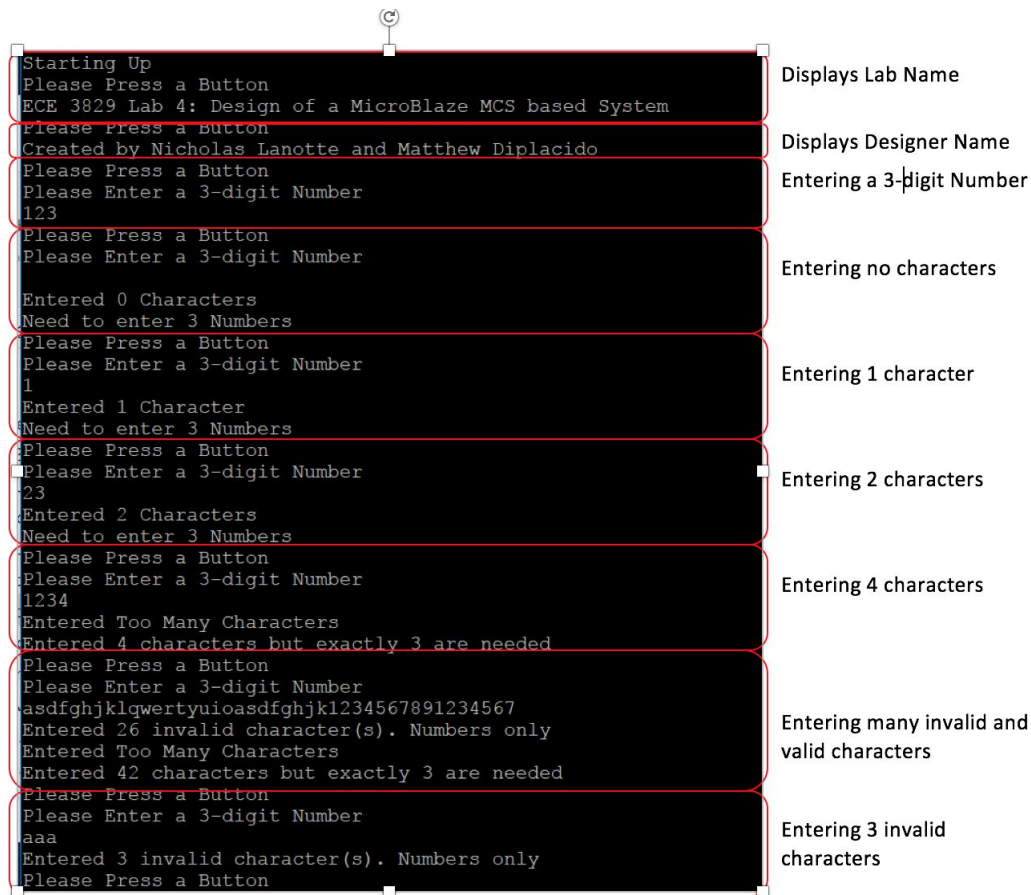 Starting Up
Please Press a Button
ECE 3829 Lab 4: Design of a MicroBlaze MCS based System
Displays Lab Name
Please Press a Button
Created by Nicholas Lanotte and Matthew Diplacido
Displays Designer Name
Please Press a Button
Please Enter a 3-digit Number
123
Entering a 3-digit Number
Please Press a Button
Please Enter a 3-digit Number
Entered 0 Characters
Need to enter 3 Numbers
Entering no characters
Please Press a Button
Please Enter a 3-digit Number
1
Entered 1 Character
Need to enter 3 Numbers
Entering 1 character
Please Press a Button
Please Enter a 3-digit Number
23
Entered 2 Characters
Need to enter 3 Numbers
Entering 2 characters
Please Press a Button
Please Enter a 3-digit Number
1234
Entered Too Many Characters
Entered 4 characters but exactly 3 are needed
Entering 4 characters
Please Press a Button
Please Enter a 3-digit Number
asdfghjklqwertyuioasdfghjk1234567891234567
Entered 26 invalid character(s). Numbers only
Entered Too Many Characters
Entered 42 characters but exactly 3 are needed
Entering many invalid and
valid characters
Please Press a Button
Please Enter a 3-digit Number
aaa
Entered 3 invalid character(s). Numbers only
Please Press a Button
Entering 3 invalid
characters